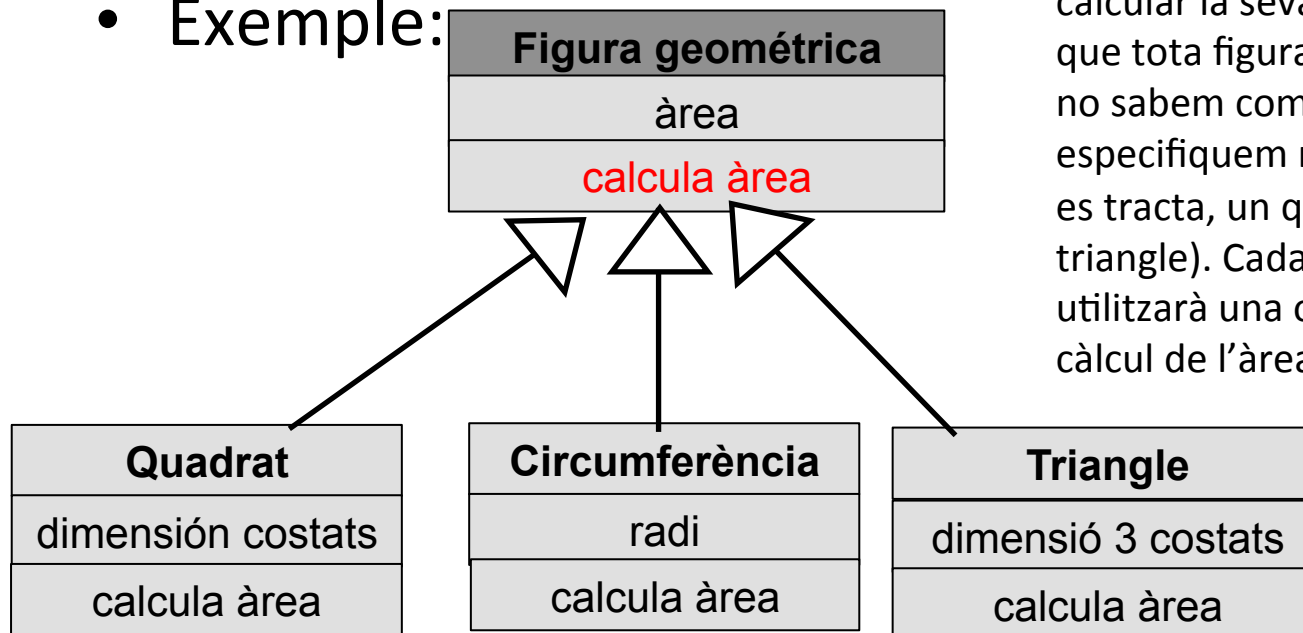 • Exemple:
Figura geométrica
àrea
calcula àrea
calcular la seva
que tota figura
no sabem com
especifiquem
es tracta, un
triangle). Cada
utilitzarà una
càlcul de l’àrea
Quadrat
dimensión costats
calcula àrea
Circumferència
radi
calcula àrea
Triangle
dimensió 3 costats
calcula àrea